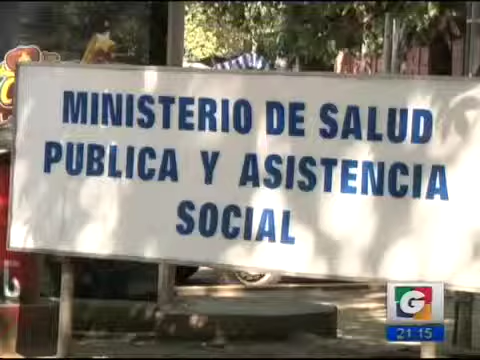 MINISTERIO DE SALUD
PUBLICA Y ASISTENCIA
SOCIAL
G
21:15